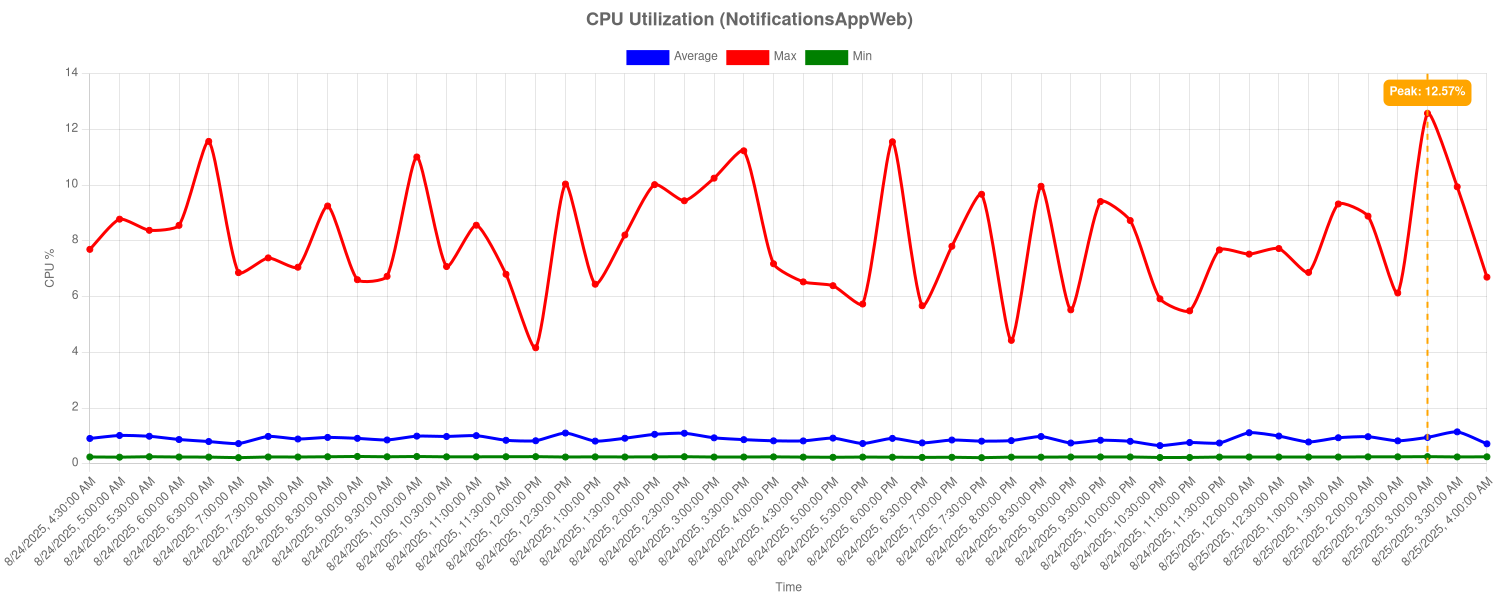 CPU Utilization (NotificationsAppWeb)
Average Max Min
Peak: 12.57%
14
12
10
8
6
4
2
0
CPU %
8/24/2025, 4:30:00 AM
8/24/2025, 5:00:00 AM
8/24/2025, 5:30:00 AM
8/24/2025, 6:00:00 AM
8/24/2025, 6:30:00 AM
8/24/2025, 7:00:00 AM
8/24/2025, 7:30:00 AM
8/24/2025, 8:00:00 AM
8/24/2025, 8:30:00 AM
8/24/2025, 9:00:00 AM
8/24/2025, 9:30:00 AM
8/24/2025, 10:00:00 AM
8/24/2025, 10:30:00 AM
8/24/2025, 11:00:00 AM
8/24/2025, 11:30:00 AM
8/24/2025, 12:00:00 PM
8/24/2025, 12:30:00 PM
8/24/2025, 1:00:00 PM
8/24/2025, 1:30:00 PM
8/24/2025, 2:00:00 PM
8/24/2025, 2:30:00 PM
8/24/2025, 3:00:00 PM
8/24/2025, 3:30:00 PM
8/24/2025, 4:00:00 PM
8/24/2025, 4:30:00 PM
8/24/2025, 5:00:00 PM
8/24/2025, 5:30:00 PM
8/24/2025, 6:00:00 PM
8/24/2025, 6:30:00 PM
8/24/2025, 7:00:00 PM
8/24/2025, 7:30:00 PM
8/24/2025, 8:00:00 PM
8/24/2025, 8:30:00 PM
8/24/2025, 9:00:00 PM
8/24/2025, 9:30:00 PM
8/24/2025, 10:00:00 PM
8/24/2025, 10:30:00 PM
8/24/2025, 11:00:00 PM
8/24/2025, 11:30:00 PM
8/25/2025, 12:00:00 AM
8/25/2025, 12:30:00 AM
8/25/2025, 1:00:00 AM
8/25/2025, 1:30:00 AM
8/25/2025, 2:00:00 AM
8/25/2025, 2:30:00 AM
8/25/2025, 3:00:00 AM
8/25/2025, 3:30:00 AM
8/25/2025, 4:00:00 AM
Time